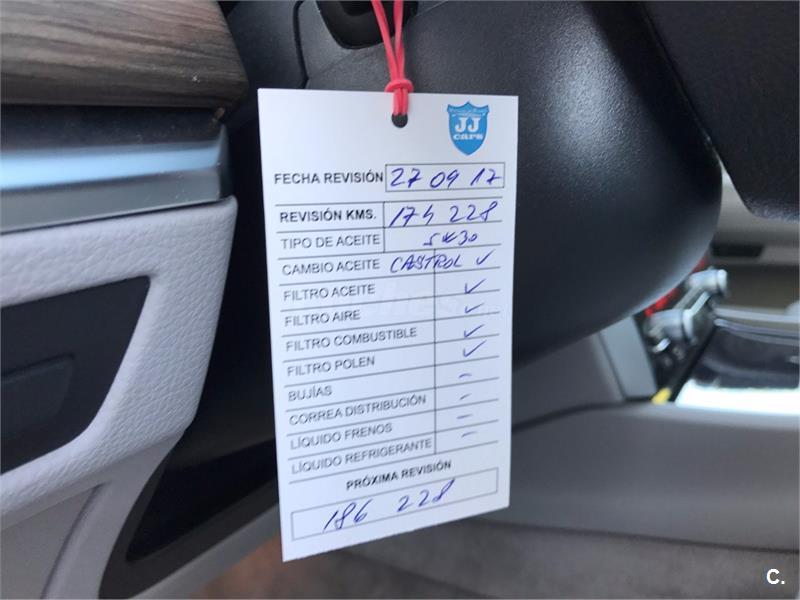 JJ
cars
FECHA REVISIÓN 27 09 17
REVISIÓN KMS. 174 228
TIPO DE ACEITE 5W30
CAMBIO ACEITE CASTROL ✓
FILTRO ACEITE ✓
FILTRO AIRE ✓
FILTRO COMBUSTIBLE ✓
FILTRO POLEN ✓
BUJÍAS –
CORREA DISTRIBUCIÓN –
LÍQUIDO FRENOS –
LÍQUIDO REFRIGERANTE –
PRÓXIMA REVISIÓN
186 228
C.